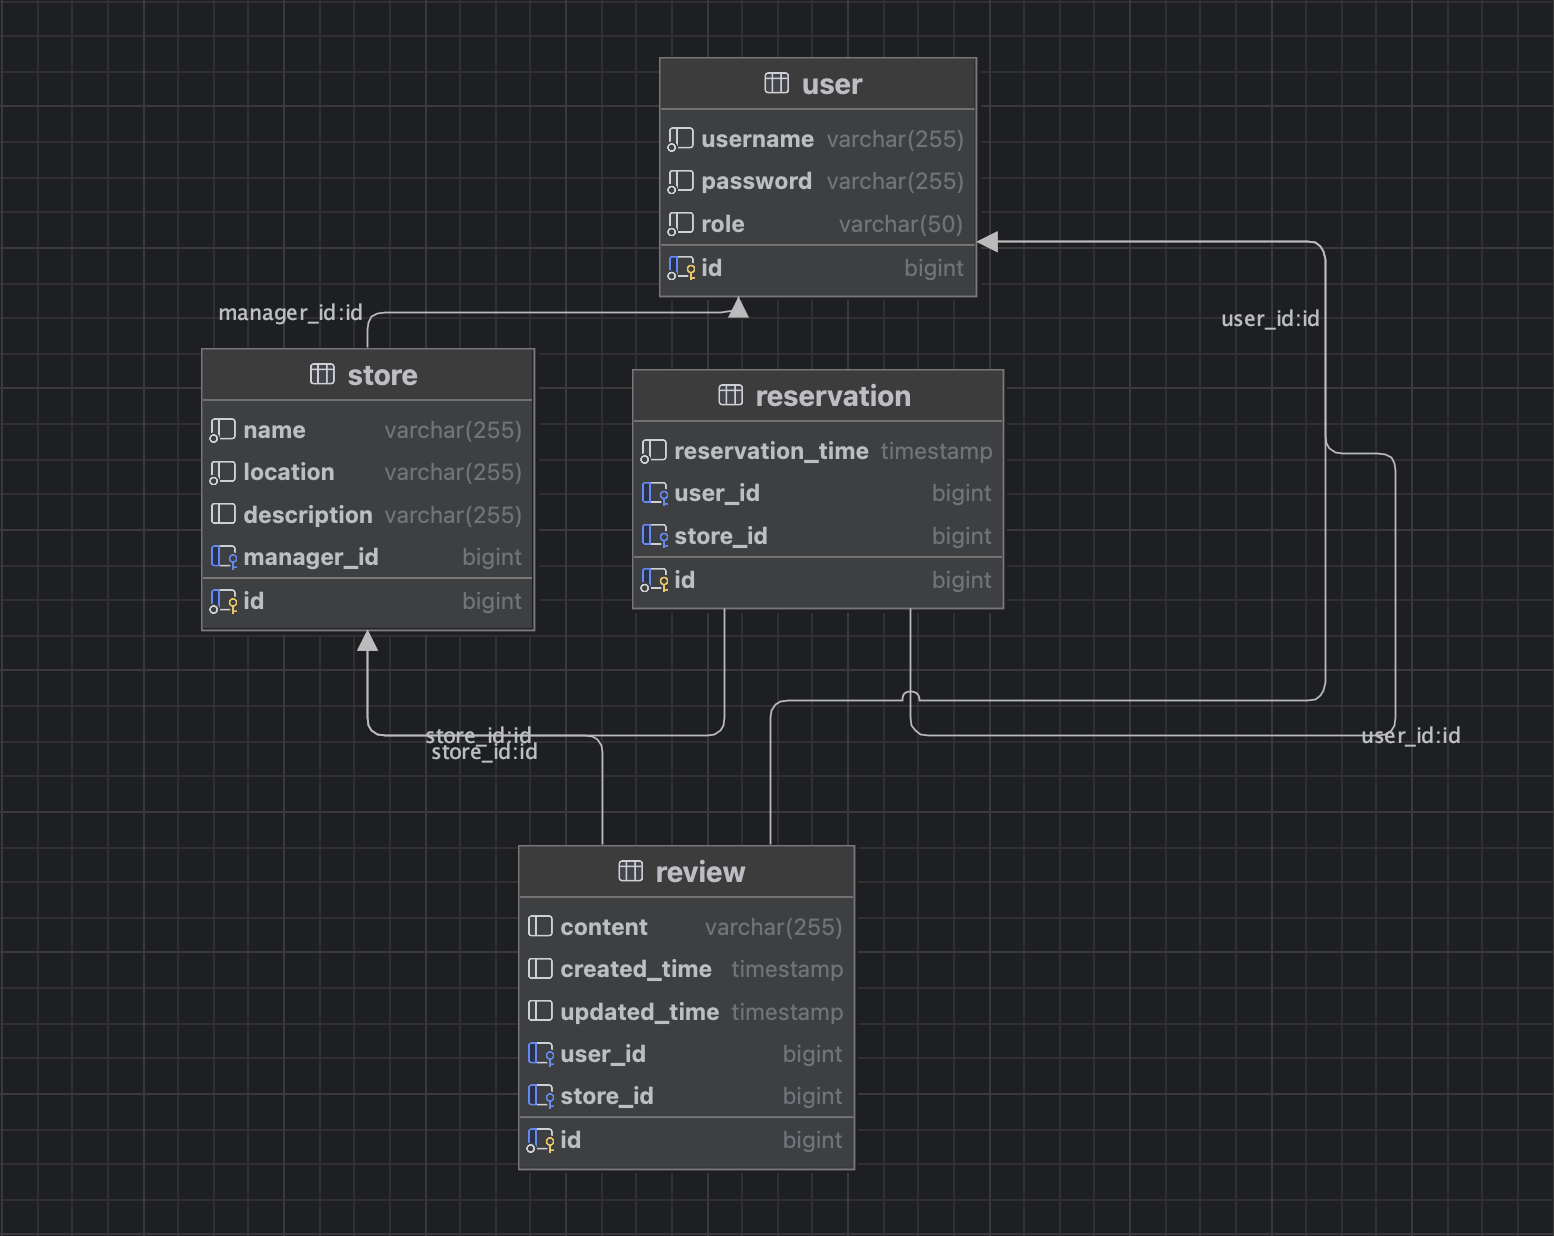 user
username varchar(255)
password varchar(255)
role varchar(50)
id bigint
manager_id:id
user_id:id
store
name varchar(255)
location varchar(255)
description varchar(255)
manager_id bigint
id bigint
reservation
reservation_time timestamp
user_id bigint
store_id bigint
id bigint
store_id:id
store_id:id
user_id:id
review
content varchar(255)
created_time timestamp
updated_time timestamp
user_id bigint
store_id bigint
id bigint